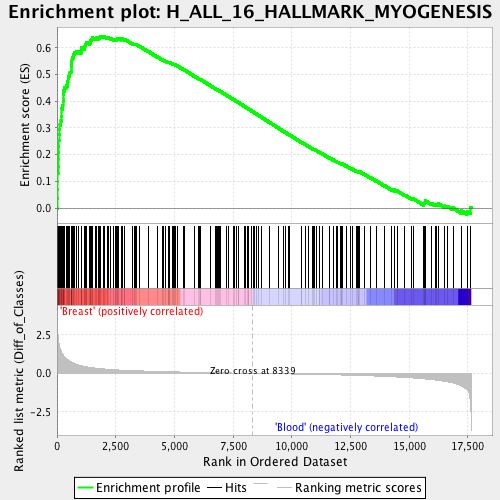 Enrichment plot: H_ALL_16_HALLMARK_MYOGENESIS
Enrichment score (ES)
0.6
0.5
0.4
0.3
0.2
0.1
0.0
'Breast' (positively correlated)
Ranked list metric (Diff_of_Classes)
2.5
0.0
-2.5
Zero cross at 8339
'Blood' (negatively correlated)
0
2,500
5,000
7,500
10,000
12,500
15,000
17,500
Rank in Ordered Dataset
Enrichment profile
Hits
Ranking metric scores